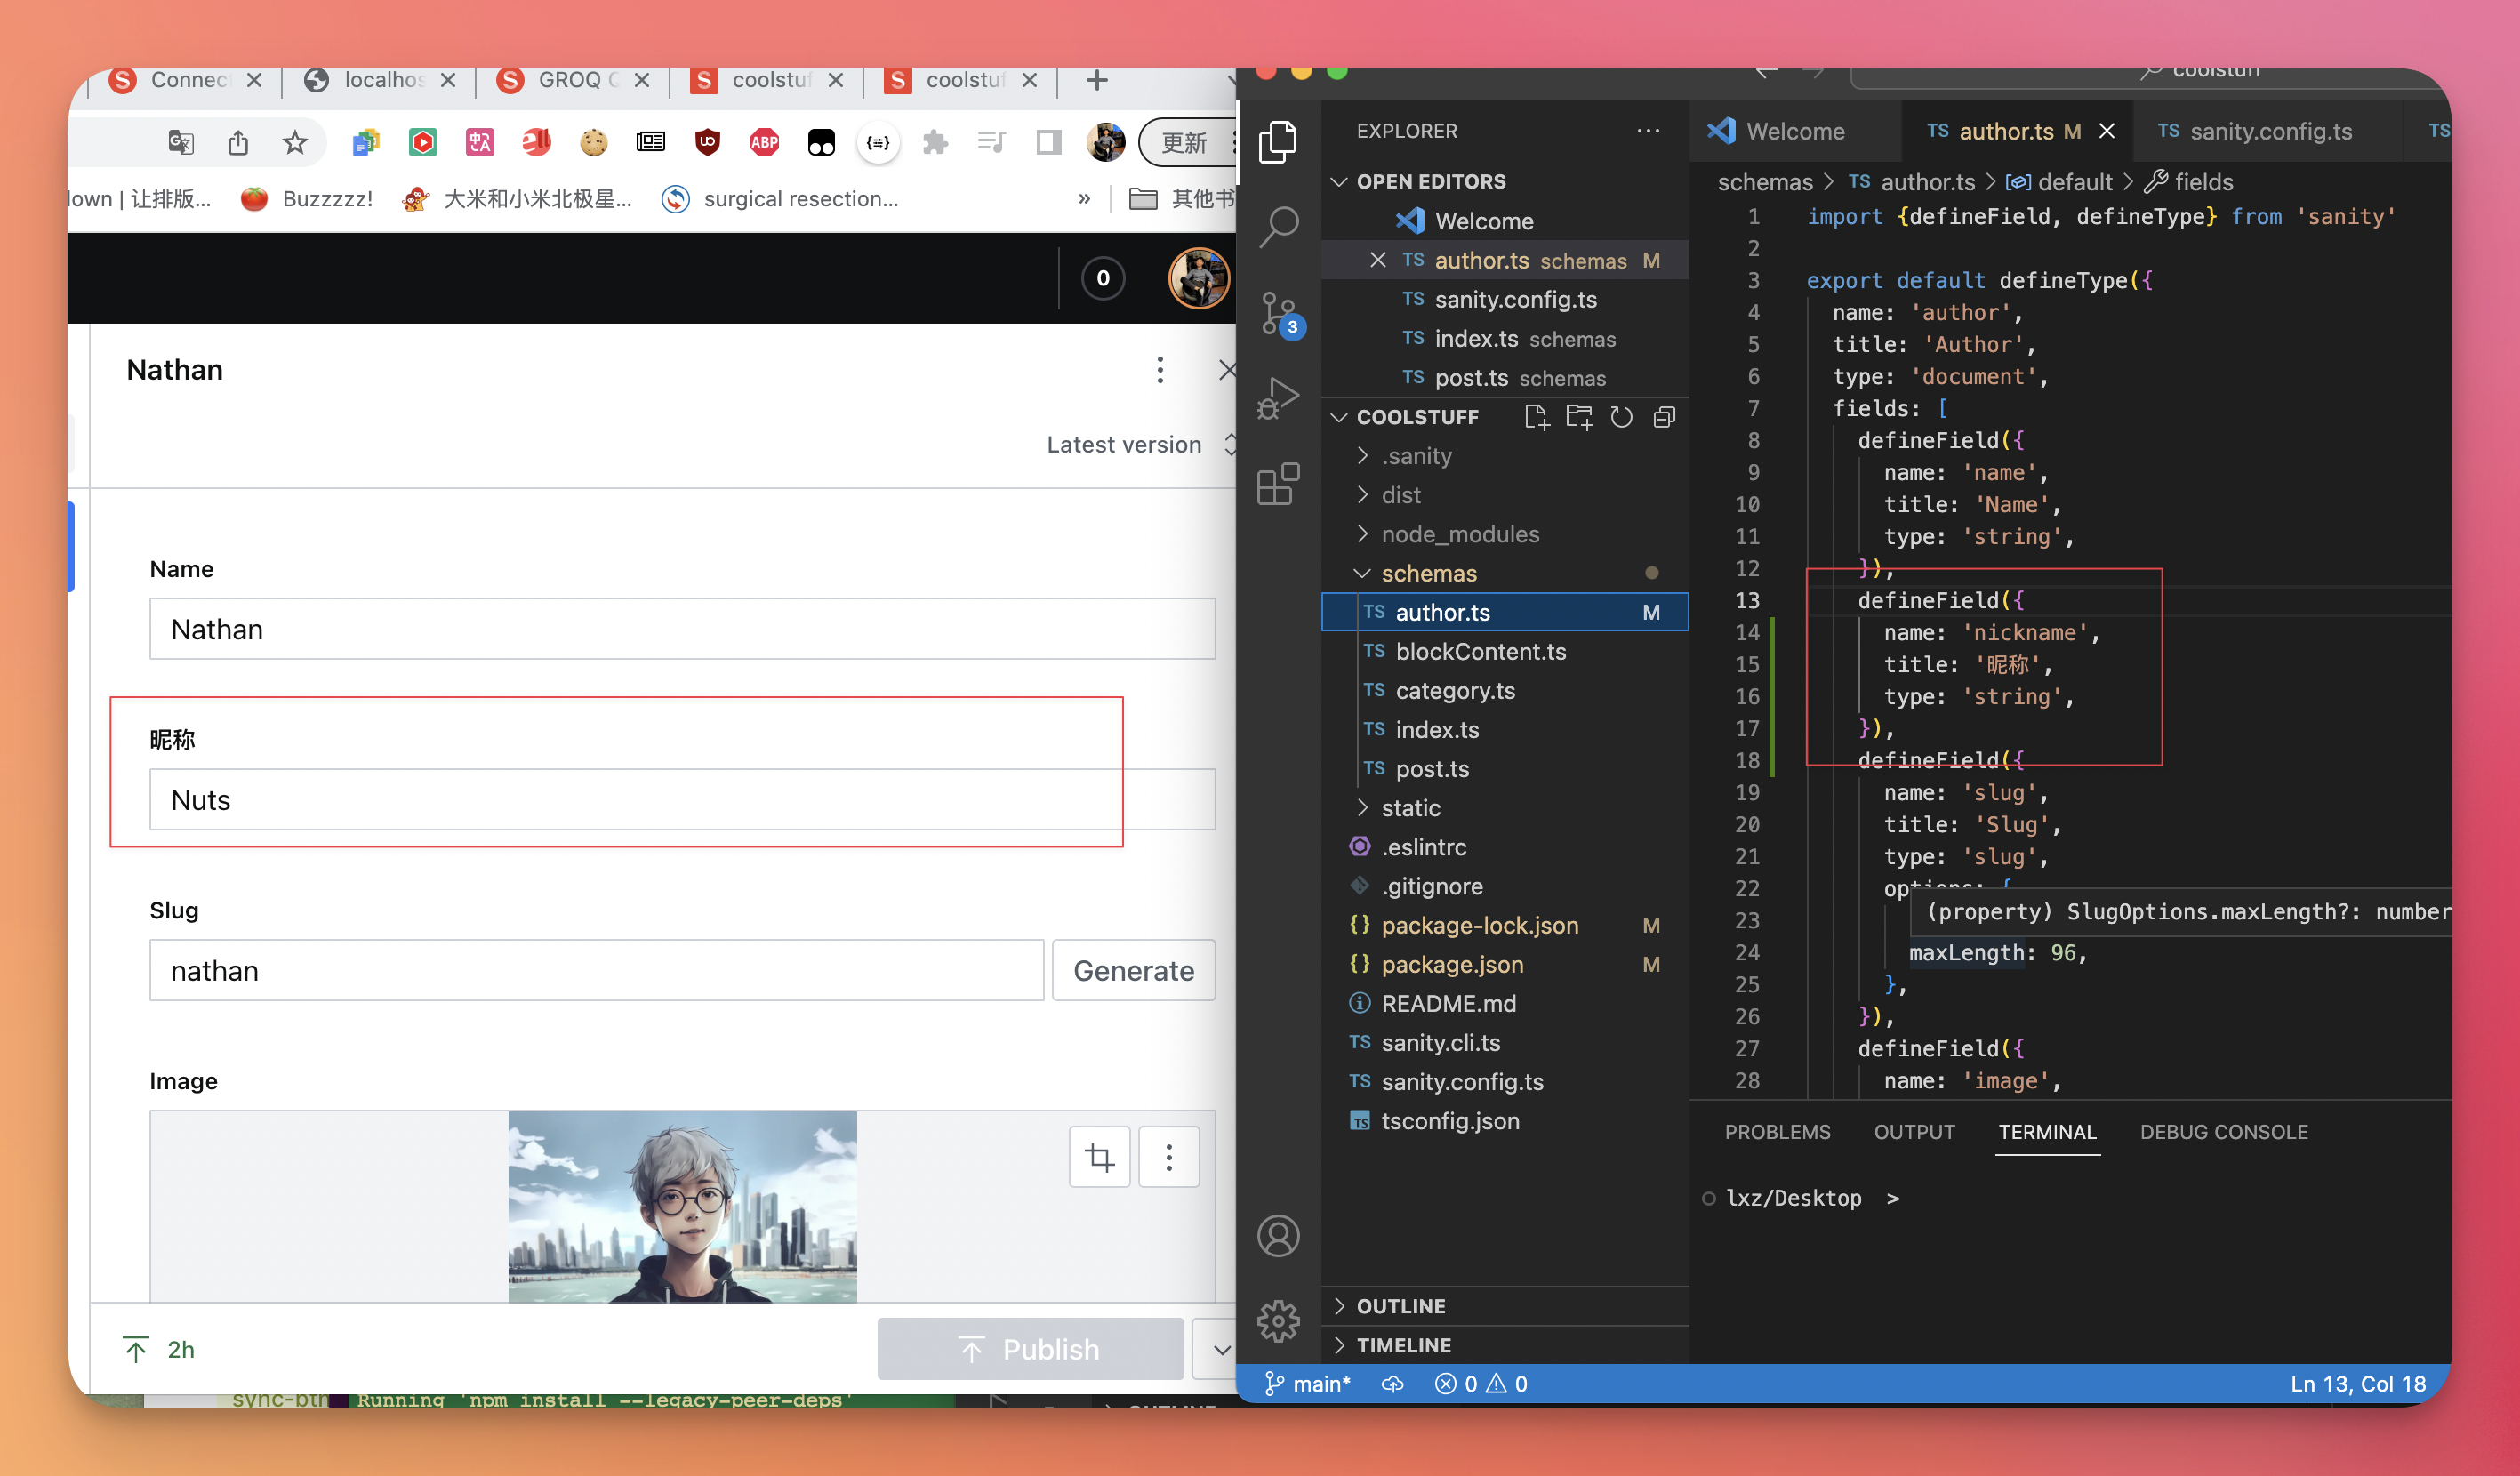 Connect
localhos
GROQ Q
coolstuf
coolstuf
更新
lown | 让排版...
Buzzzzz!
大米和小米北极星...
surgical resection...
»
其他书
0
Nathan
Latest version
Name
Nathan
昵称
Nuts
Slug
nathan
Generate
Image
2h
Publish
sync-btn
Running 'npm install --legacy-peer-deps'
OUTLINE
coolstuff
EXPLORER
OPEN EDITORS
Welcome
TS author.ts schemas M
TS sanity.config.ts
TS index.ts schemas
TS post.ts schemas
COOLSTUFF
.sanity
dist
node_modules
schemas
TS author.ts M
TS blockContent.ts
TS category.ts
TS index.ts
TS post.ts
static
.eslintrc
.gitignore
{} package-lock.json M
{} package.json M
README.md
TS sanity.cli.ts
TS sanity.config.ts
TS tsconfig.json
OUTLINE
TIMELINE
3
Welcome
TS author.ts M
TS sanity.config.ts
TS
schemas > TS author.ts > default > fields
1 import {defineField, defineType} from 'sanity'
2
3 export default defineType({
4 name: 'author',
5 title: 'Author',
6 type: 'document',
7 fields: [
8 defineField({
9 name: 'name',
10 title: 'Name',
11 type: 'string',
12 }),
13 defineField({
14 name: 'nickname',
15 title: '昵称',
16 type: 'string',
17 }),
18 defineField({
19 name: 'slug',
20 title: 'Slug',
21 type: 'slug',
22 options: {
23 (property) SlugOptions.maxLength?: number
24 maxLength: 96,
25 },
26 }),
27 defineField({
28 name: 'image',
PROBLEMS
OUTPUT
TERMINAL
DEBUG CONSOLE
lxz/Desktop >
main*
0
0
Ln 13, Col 18